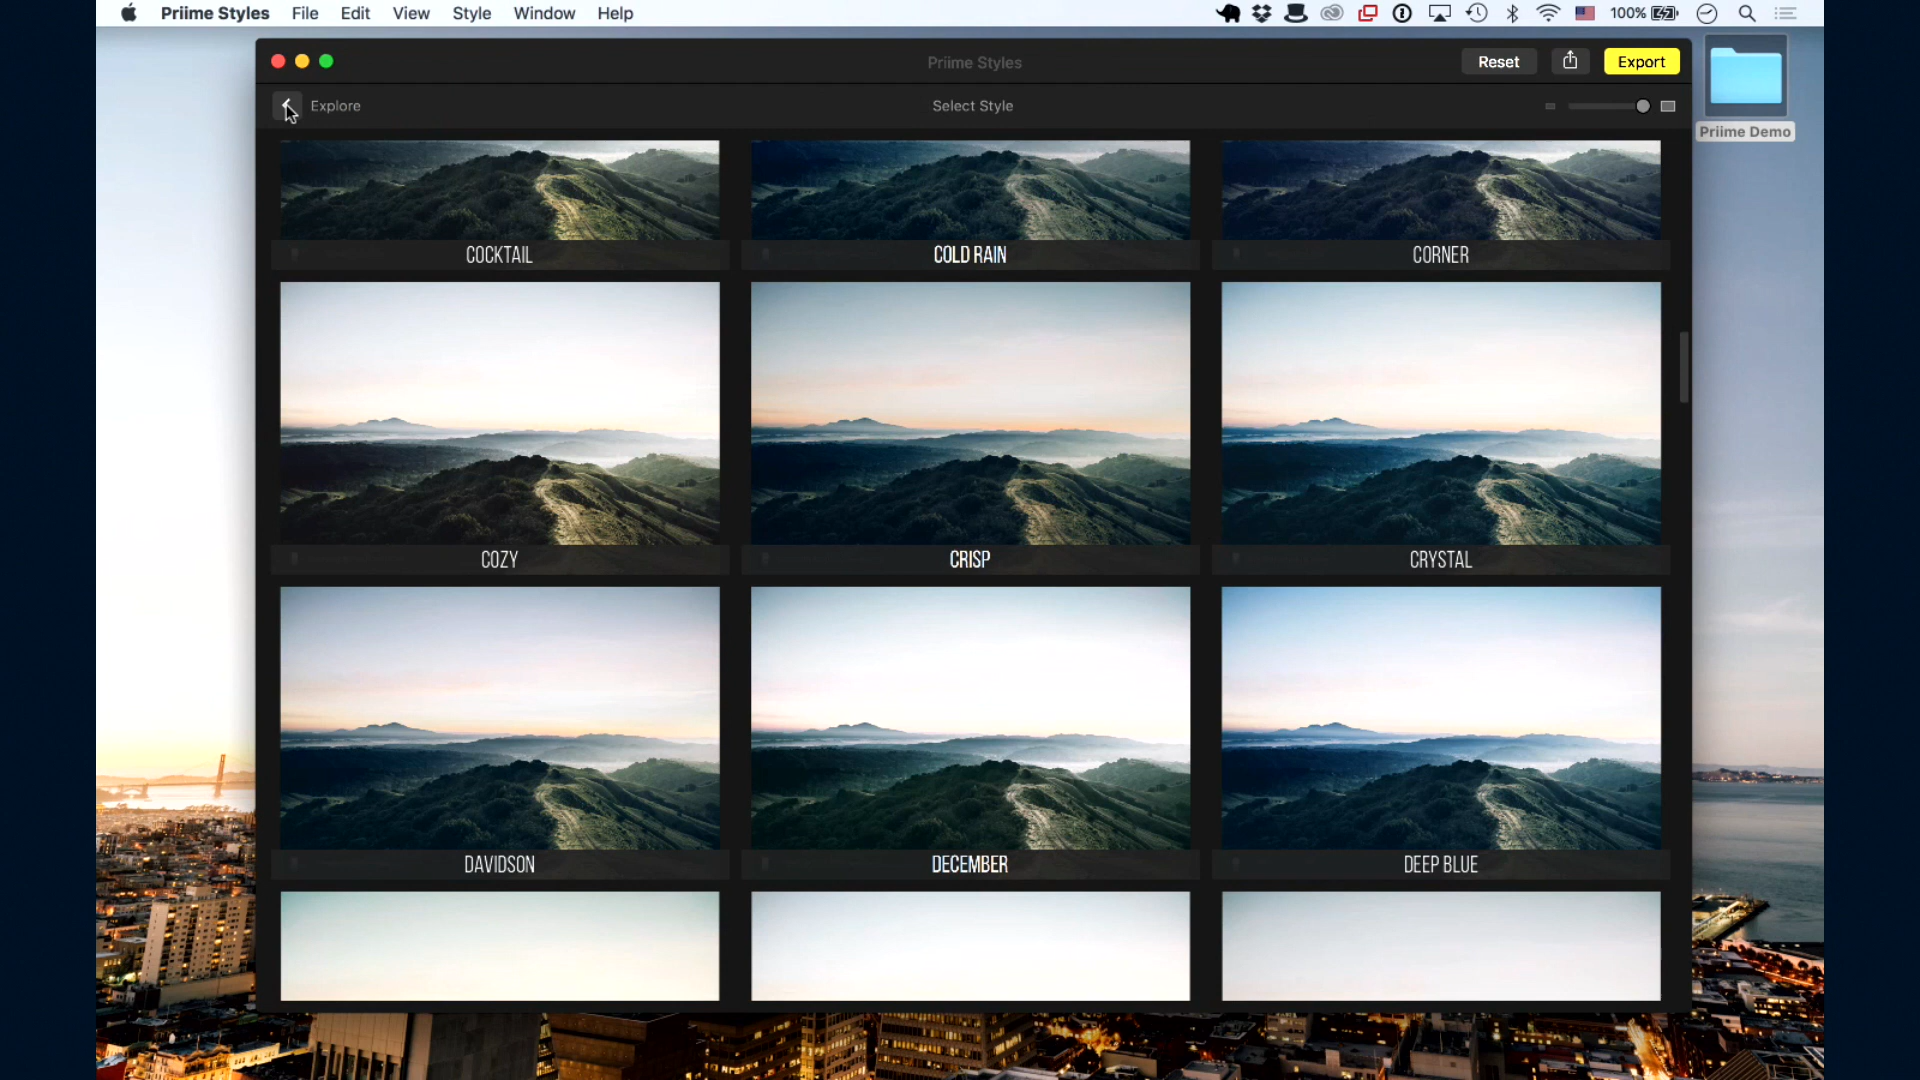 Priime Styles File Edit View Style Window Help 100%
Priime Styles
Reset Export
Explore Select Style
Priime Demo
COCKTAIL COLD RAIN CORNER
COZY CRISP CRYSTAL
DAVIDSON DECEMBER DEEP BLUE